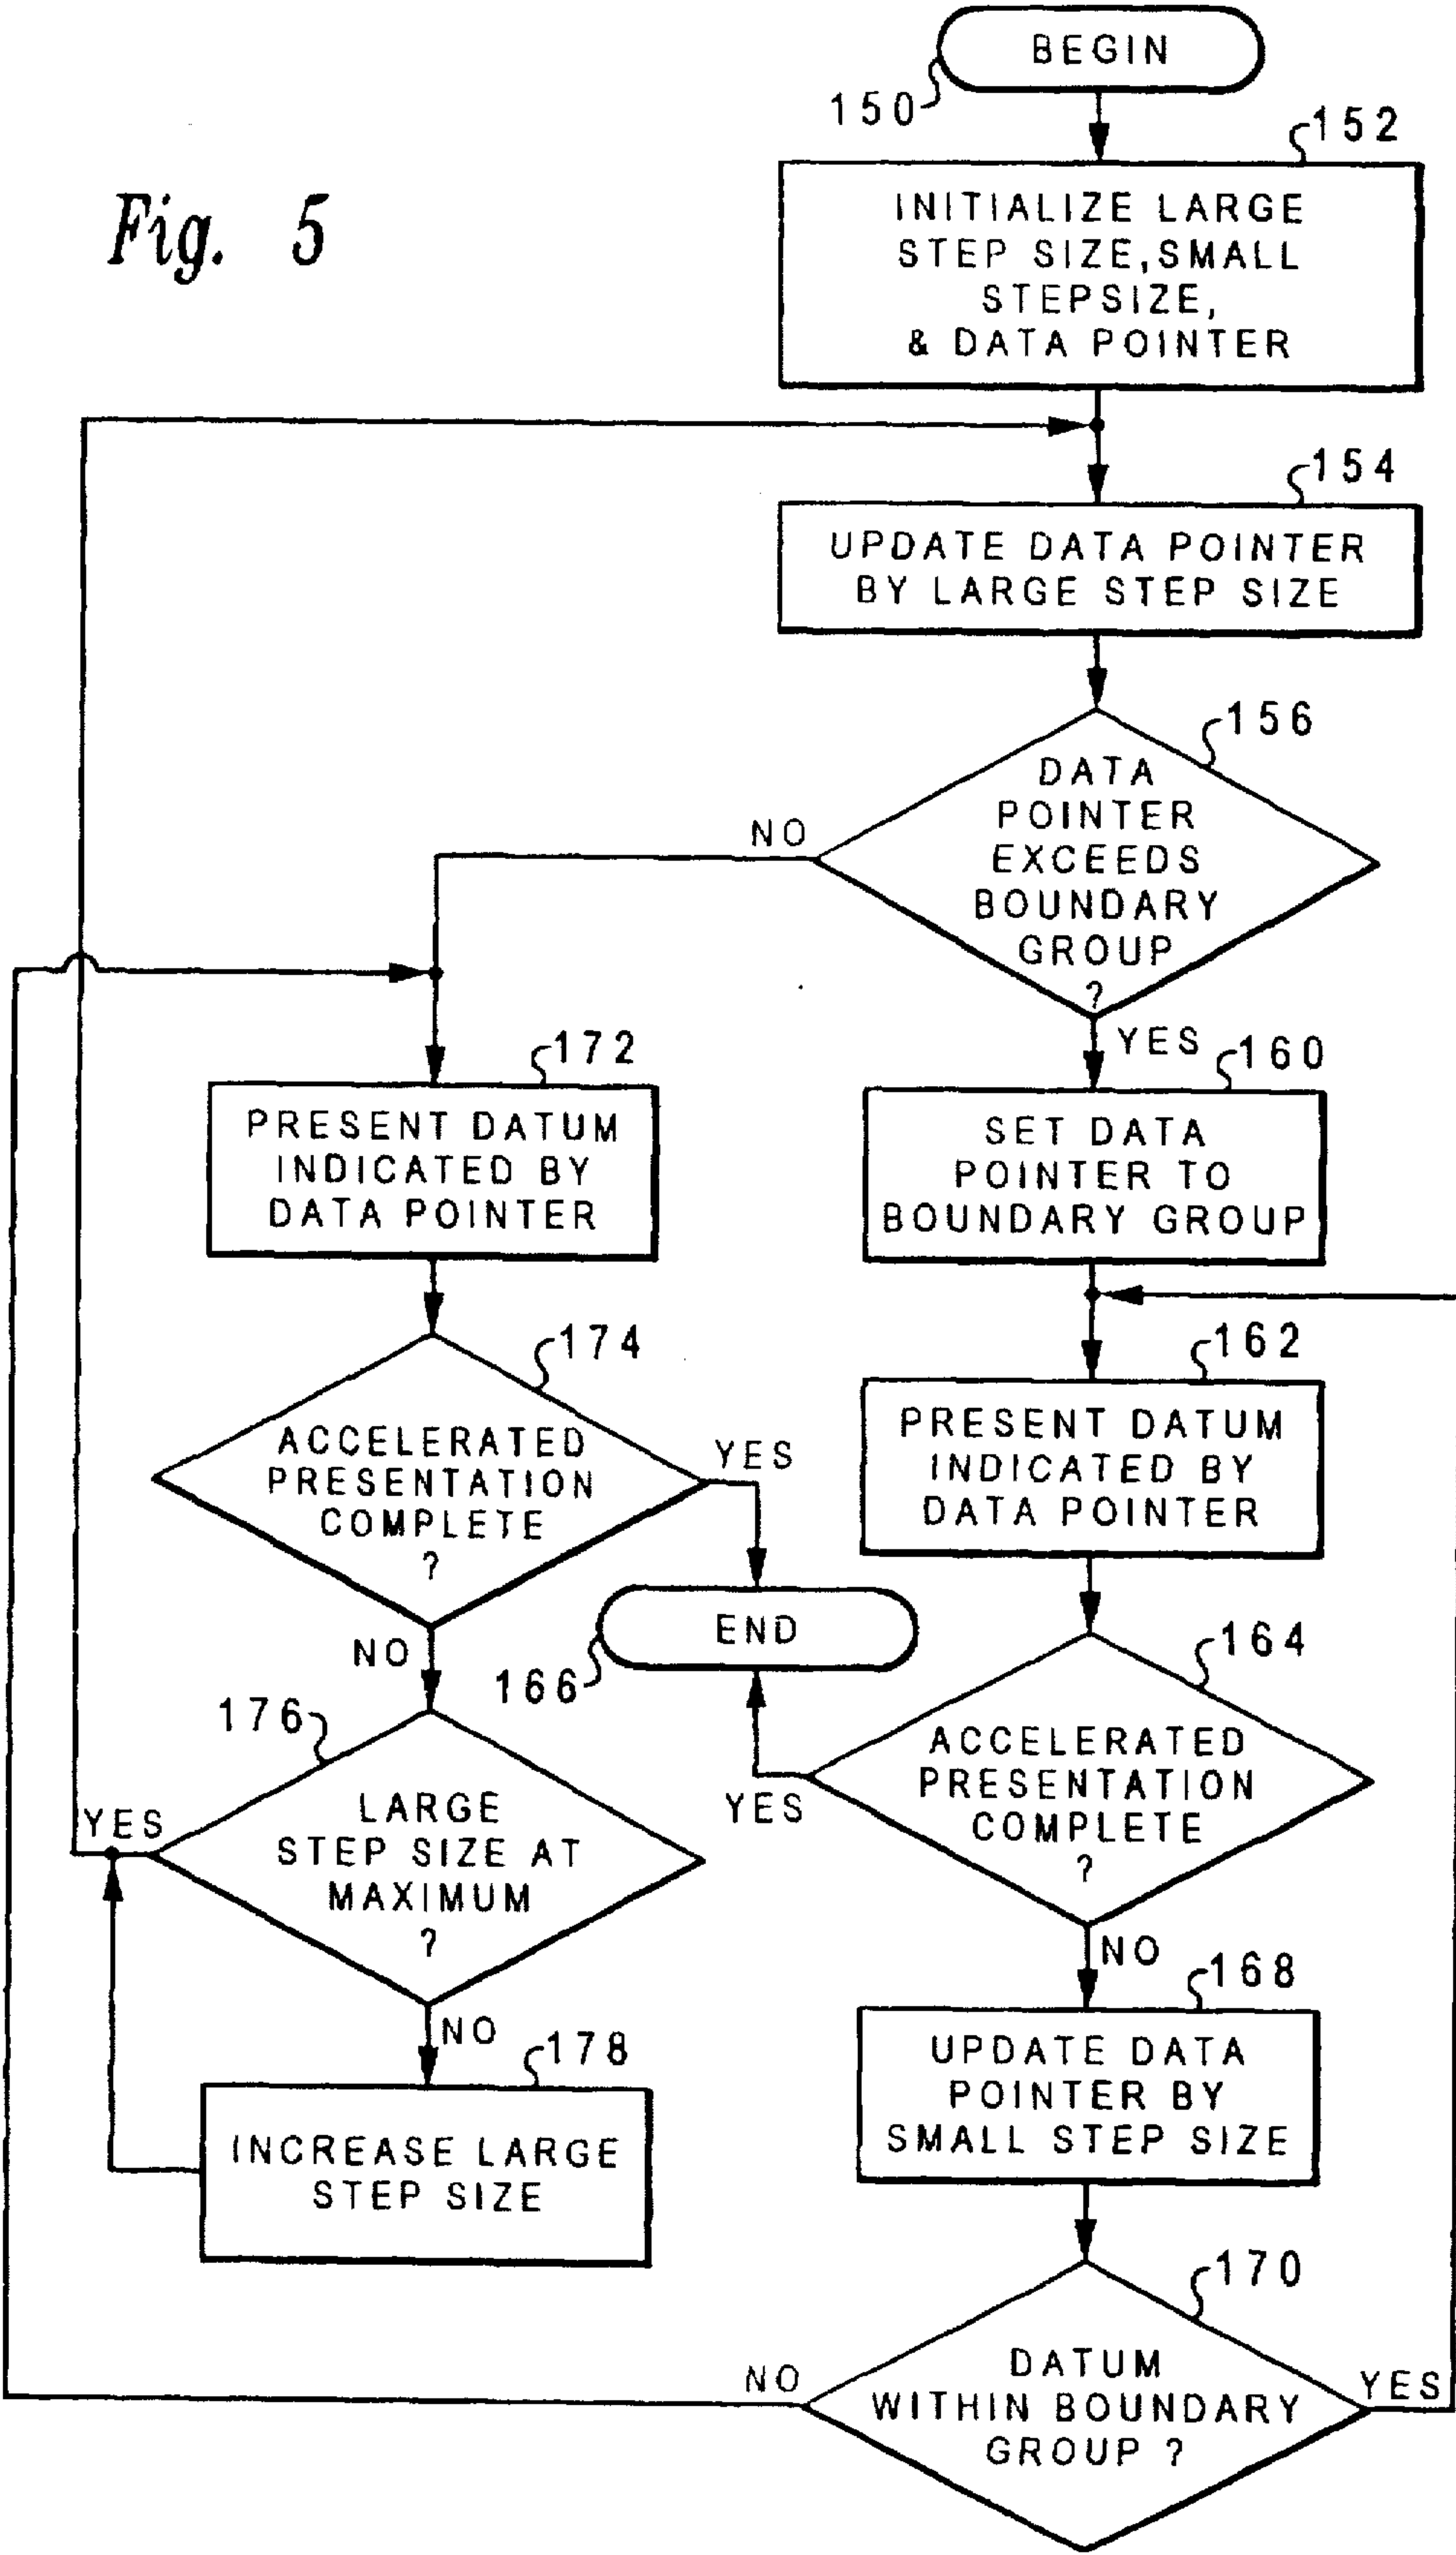 BEGIN
150
152
Fig. 5
INITIALIZE LARGE
STEP SIZE,SMALL
STEPSIZE,
& DATA POINTER
154
UPDATE DATA POINTER
BY LARGE STEP SIZE
156
DATA
POINTER
EXCEEDS
BOUNDARY
GROUP
?
NO
YES
172
PRESENT DATUM
INDICATED BY
DATA POINTER
160
SET DATA
POINTER TO
BOUNDARY GROUP
174
ACCELERATED
PRESENTATION
COMPLETE
?
YES
NO
162
PRESENT DATUM
INDICATED BY
DATA POINTER
END
166
164
ACCELERATED
PRESENTATION
COMPLETE
?
YES
NO
176
LARGE
STEP SIZE AT
MAXIMUM
?
YES
NO
178
INCREASE LARGE
STEP SIZE
168
UPDATE DATA
POINTER BY
SMALL STEP SIZE
170
DATUM
WITHIN BOUNDARY
GROUP ?
NO
YES